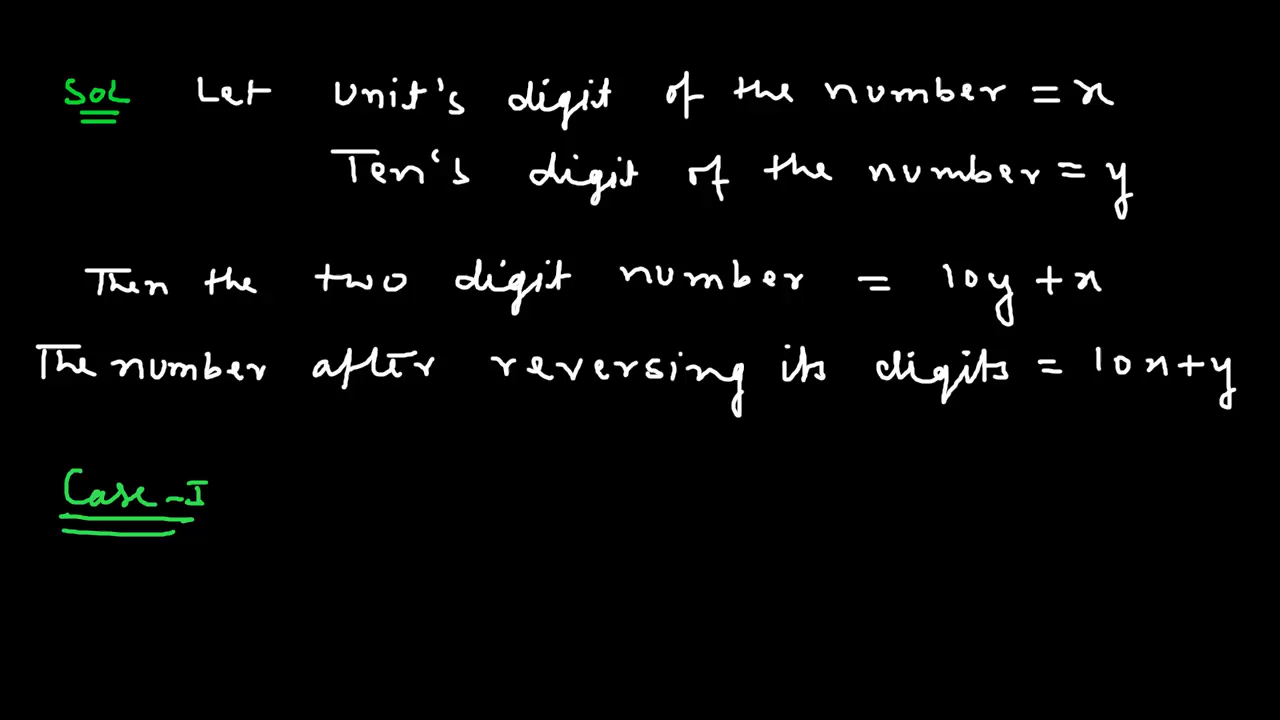 Sol Let unit's digit of the number = x
Ten's digit of the number = y
Then the two digit number = 10y + x
The number after reversing its digits = 10x + y
Case - I